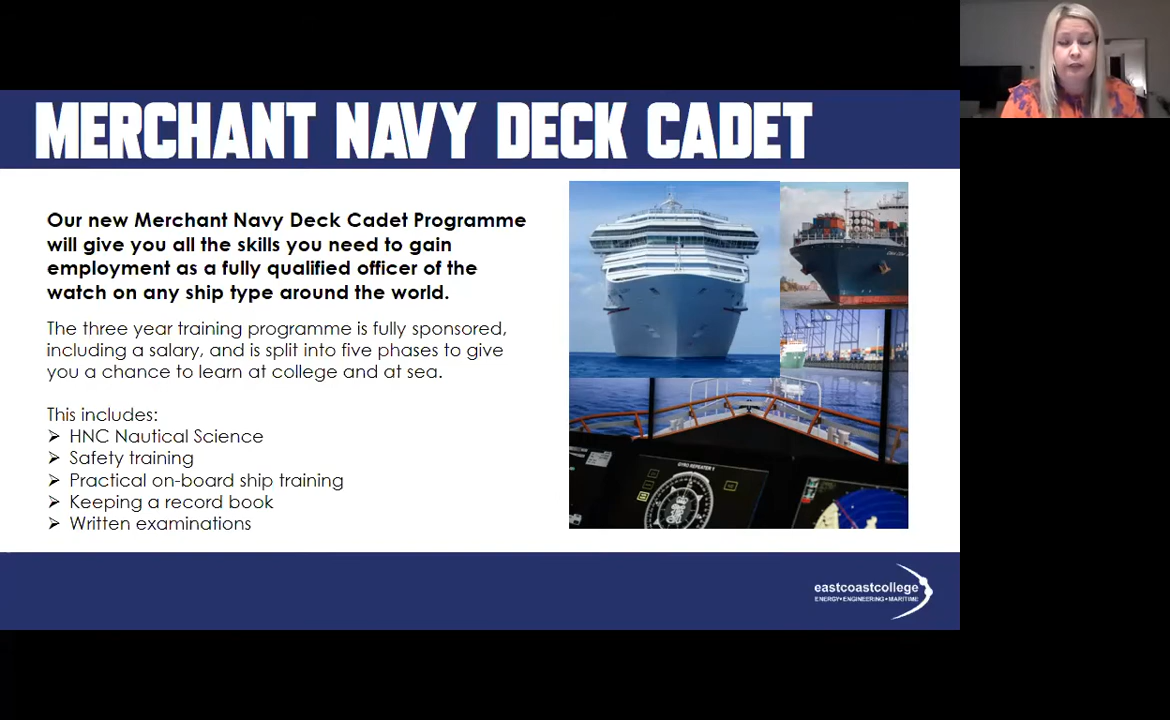 MERCHANT NAVY DECK CADET
Our new Merchant Navy Deck Cadet Programme
will give you all the skills you need to gain
employment as a fully qualified officer of the
watch on any ship type around the world.
The three year training programme is fully sponsored,
including a salary, and is split into five phases to give
you a chance to learn at college and at sea.
This includes:
➢ HNC Nautical Science
➢ Safety training
➢ Practical on-board ship training
➢ Keeping a record book
➢ Written examinations
GYRO REPEATER 1
eastcoastcollege
ENERGY•ENGINEERING•MARITIME